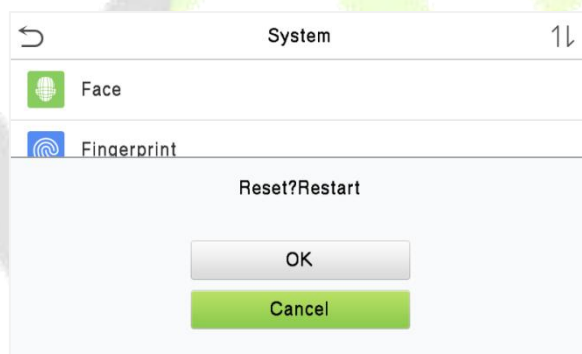 System
Face
Fingerprint
Reset?Restart
OK
Cancel